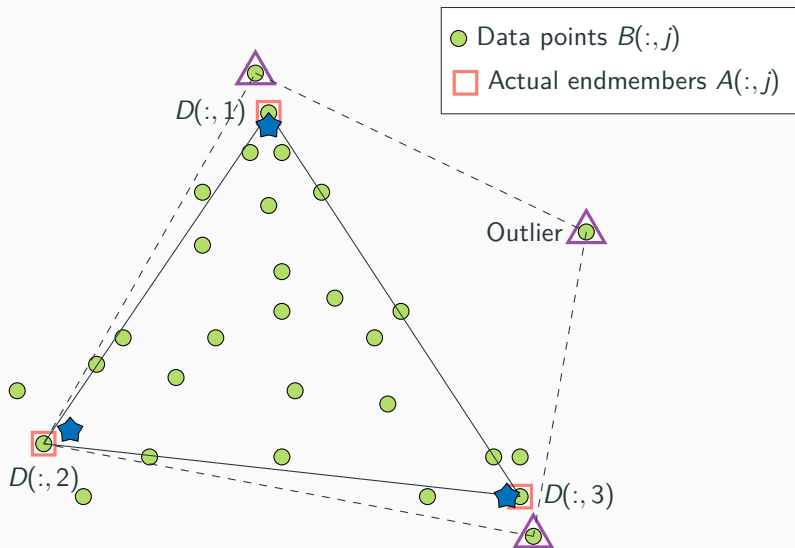 Data points B(:, j)
Actual endmembers A(:, j)
D(:, 1)
Outlier
D(:, 2)
D(:, 3)